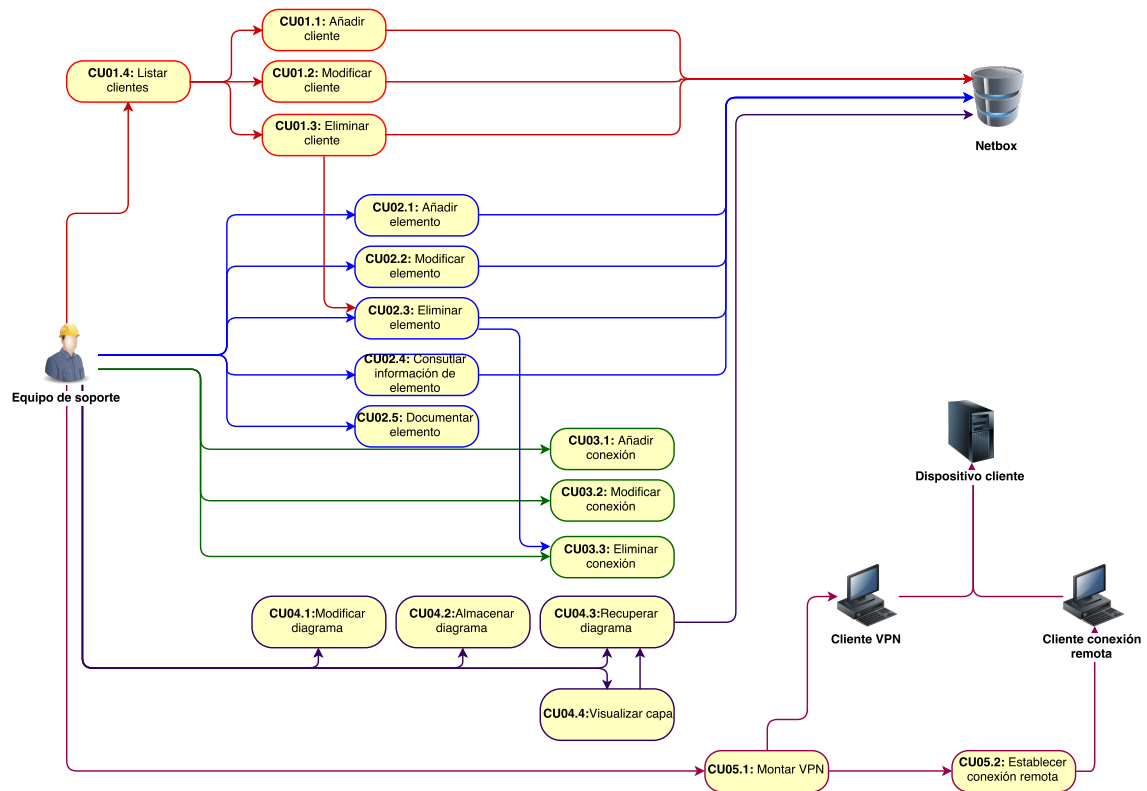 CU01.1: Añadir
cliente
CU01.4: Listar
clientes
CU01.2: Modificar
cliente
CU01.3: Eliminar
cliente
Netbox
CU02.1: Añadir
elemento
CU02.2: Modificar
elemento
CU02.3: Eliminar
elemento
CU02.4: Consutlar
información de
elemento
Equipo de soporte
CU02.5: Documentar
elemento
CU03.1: Añadir
conexión
Dispositivo cliente
CU03.2: Modificar
conexión
CU03.3: Eliminar
conexión
CU04.1:Modificar
diagrama
CU04.2:Almacenar
diagrama
CU04.3:Recuperar
diagrama
Cliente VPN
Cliente conexión
remota
CU04.4:Visualizar capa
CU05.1: Montar VPN
CU05.2: Establecer
conexión remota